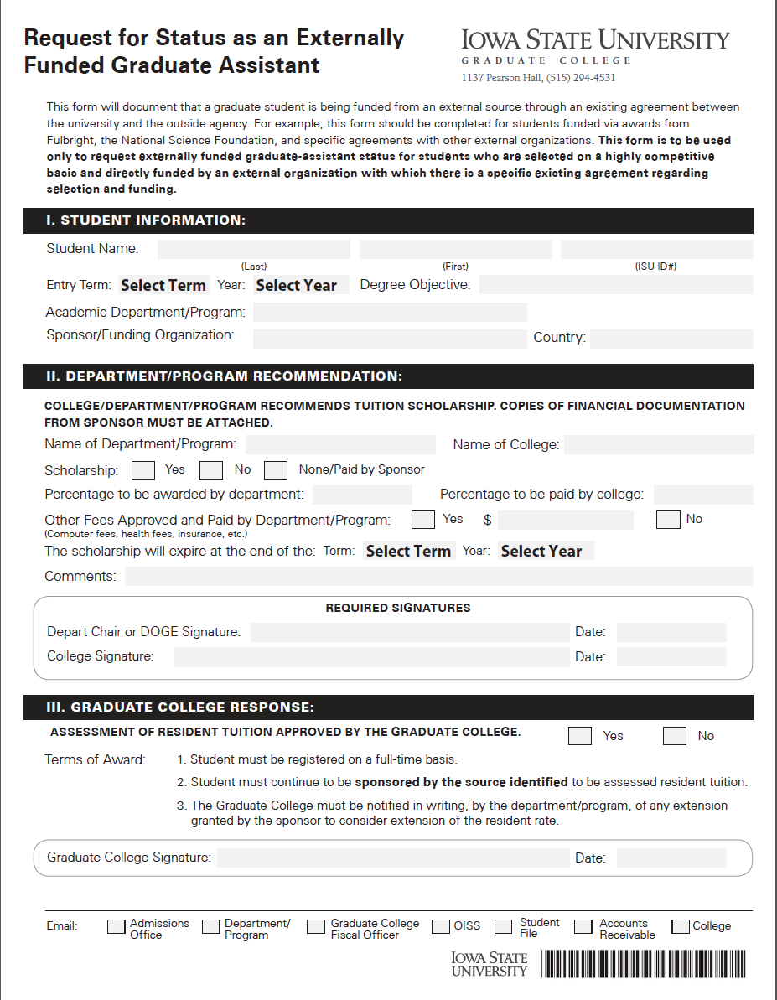 Request for Status as an Externally
Funded Graduate Assistant
IOWA STATE UNIVERSITY
GRADUATE COLLEGE
1137 Pearson Hall, (515) 294-4531
This form will document that a graduate student is being funded from an external source through an existing agreement between
the university and the outside agency. For example, this form should be completed for students funded via awards from
Fulbright, the National Science Foundation, and specific agreements with other external organizations. This form is to be used
only to request externally funded graduate-assistant status for students who are selected on a highly competitive
basis and directly funded by an external organization with which there is a specific existing agreement regarding
selection and funding.
I. STUDENT INFORMATION:
Student Name:
(Last) (First) (ISU ID#)
Entry Term: Select Term Year: Select Year Degree Objective:
Academic Department/Program:
Sponsor/Funding Organization: Country:
II. DEPARTMENT/PROGRAM RECOMMENDATION:
COLLEGE/DEPARTMENT/PROGRAM RECOMMENDS TUITION SCHOLARSHIP. COPIES OF FINANCIAL DOCUMENTATION
FROM SPONSOR MUST BE ATTACHED.
Name of Department/Program: Name of College:
Scholarship: Yes No None/Paid by Sponsor
Percentage to be awarded by department: Percentage to be paid by college:
Other Fees Approved and Paid by Department/Program: Yes $ No
(Computer fees, health fees, insurance, etc.)
The scholarship will expire at the end of the: Term: Select Term Year: Select Year
Comments:
REQUIRED SIGNATURES
Depart Chair or DOGE Signature: Date:
College Signature: Date:
III. GRADUATE COLLEGE RESPONSE:
ASSESSMENT OF RESIDENT TUITION APPROVED BY THE GRADUATE COLLEGE. Yes No
Terms of Award: 1. Student must be registered on a full-time basis.
2. Student must continue to be sponsored by the source identified to be assessed resident tuition.
3. The Graduate College must be notified in writing, by the department/program, of any extension
granted by the sponsor to consider extension of the resident rate.
Graduate College Signature: Date:
Email: Admissions Office Department/ Program Graduate College Fiscal Officer OISS Student File Accounts Receivable College
IOWA STATE
UNIVERSITY